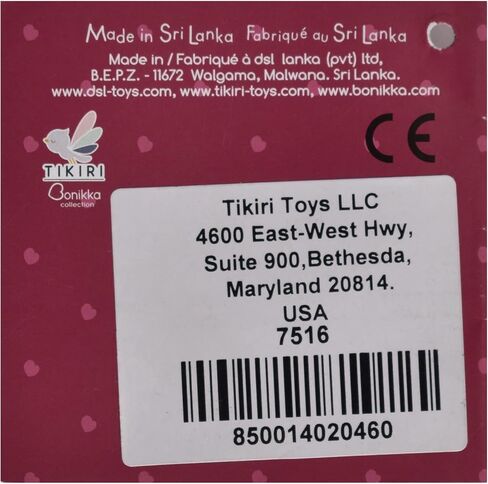 Made in Sri Lanka Fabriqué au Sri Lanka
Made in / Fabriqué à dsl lanka (pvt) ltd,
B.E.P.Z. - 11672 Walgama, Malwana. Sri Lanka.
www.dsl-toys.com, www.tikiri-toys.com, www.bonikka.com
CE
TIKIRI
Bonikka
collection
Tikiri Toys LLC
4600 East-West Hwy,
Suite 900,Bethesda,
Maryland 20814.
USA
7516
850014020460